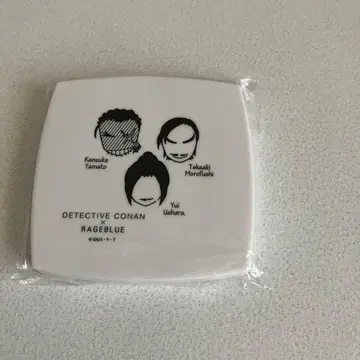 Kansuke
Yamato
Takaaki
Morofushi
Yui
Uehara
DETECTIVE CONAN
×
RAGEBLUE